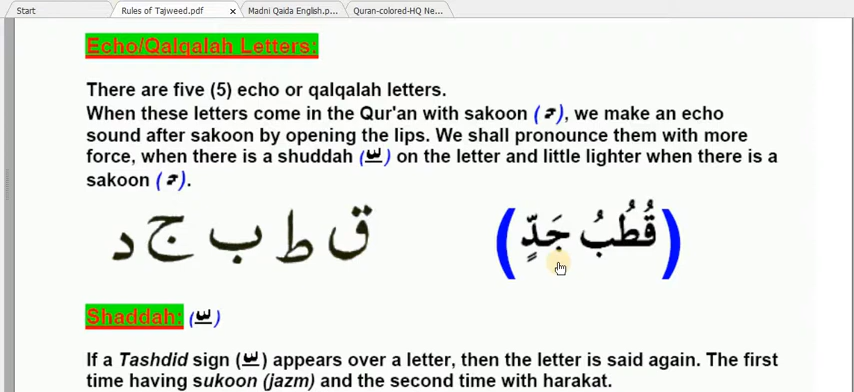 Start Rules of Tajweed.pdf × Madni Qaida English.p... Quran-colored-HQ Ne...
Echo/Qalqalah Letters:
There are five (5) echo or qalqalah letters.
When these letters come in the Qur'an with sakoon (ـْ), we make an echo
sound after sakoon by opening the lips. We shall pronounce them with more
force, when there is a shuddah (ـّ) on the letter and little lighter when there is a
sakoon (ـْ).
ق ط ب ج د
(قُطُبُ جَدٍّ)
Shaddah: (ـّ)
If a Tashdid sign (ـّ) appears over a letter, then the letter is said again. The first
time having sukoon (jazm) and the second time with harakat.